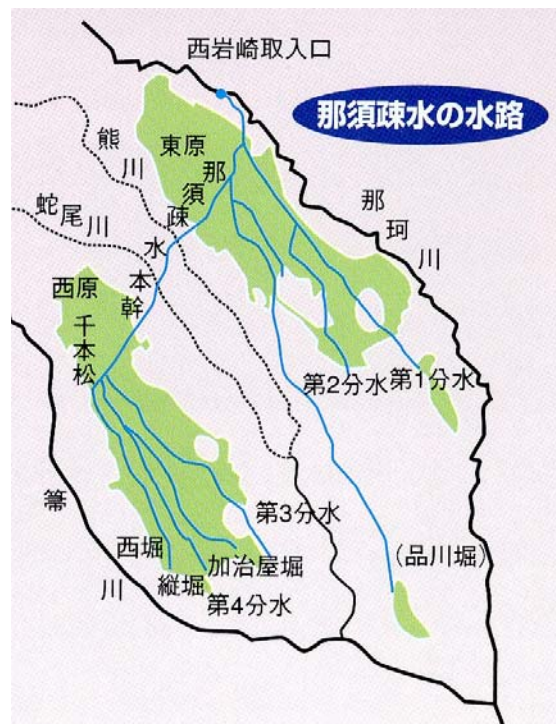 西岩崎取入口
那須疎水の水路
東原
熊川
蛇尾川
那須疎水本幹
那珂川
西原
千本松
第2分水
第1分水
第3分水
箒川
西堀
縦堀
加治屋堀
第4分水
(品川堀)